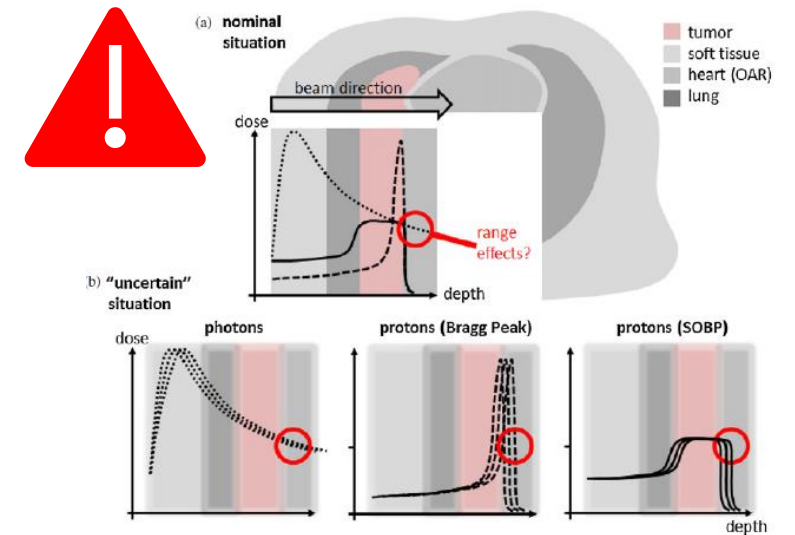 (a) nominal
situation
tumor
soft tissue
heart (OAR)
lung
beam direction
dose
range
effects?
depth
(b) "uncertain"
situation
dose
photons
protons (Bragg Peak)
protons (SOBP)
depth